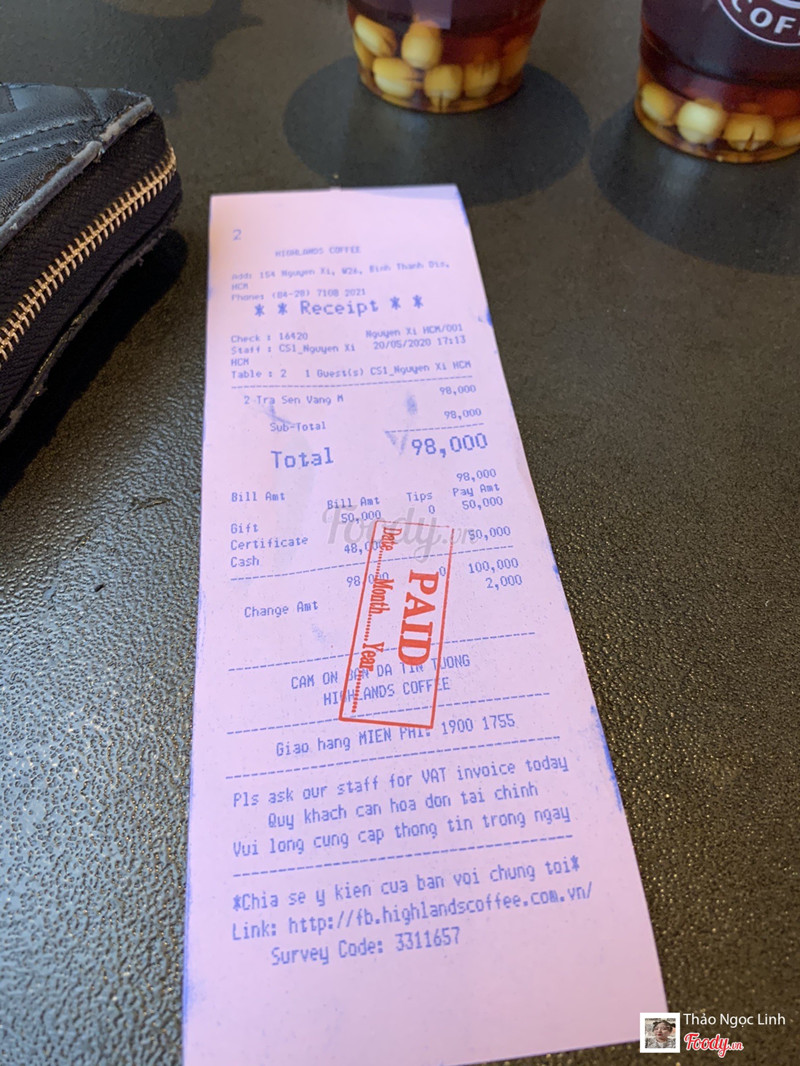 COF
2
HIGHLANDS COFFEE
Add: 154 Nguyen Xi, W26, Binh Thanh Dis,
HCM
Phone: (84-28) 7108 2021
* * Receipt * *
Check : 16420 Nguyen Xi HCM/001
Staff : CS1_Nguyen Xi 20/05/2020 17:13
HCM
Table : 2 1 Guest(s) CS1_Nguyen Xi HCM
2 Tra Sen Vang M 98,000
Sub-Total 98,000
Total 98,000
Bill Amt 98,000
Bill Amt Tips Pay Amt
Gift 50,000 0 50,000
Certificate
Cash 48,000 50,000
98,000 0 100,000
Change Amt 2,000
PAID
Date........Month........Year........
CAM ON BAN DA TIN TUONG
HIGHLANDS COFFEE
Giao hang MIEN PHI: 1900 1755
Pls ask our staff for VAT invoice today
Quy khach can hoa don tai chinh
Vui long cung cap thong tin trong ngay
*Chia se y kien cua ban voi chung toi*
Link: http://fb.highlandscoffee.com.vn/
Survey Code: 3311657
Foody.vn
Thảo Ngọc Linh
Foody.vn